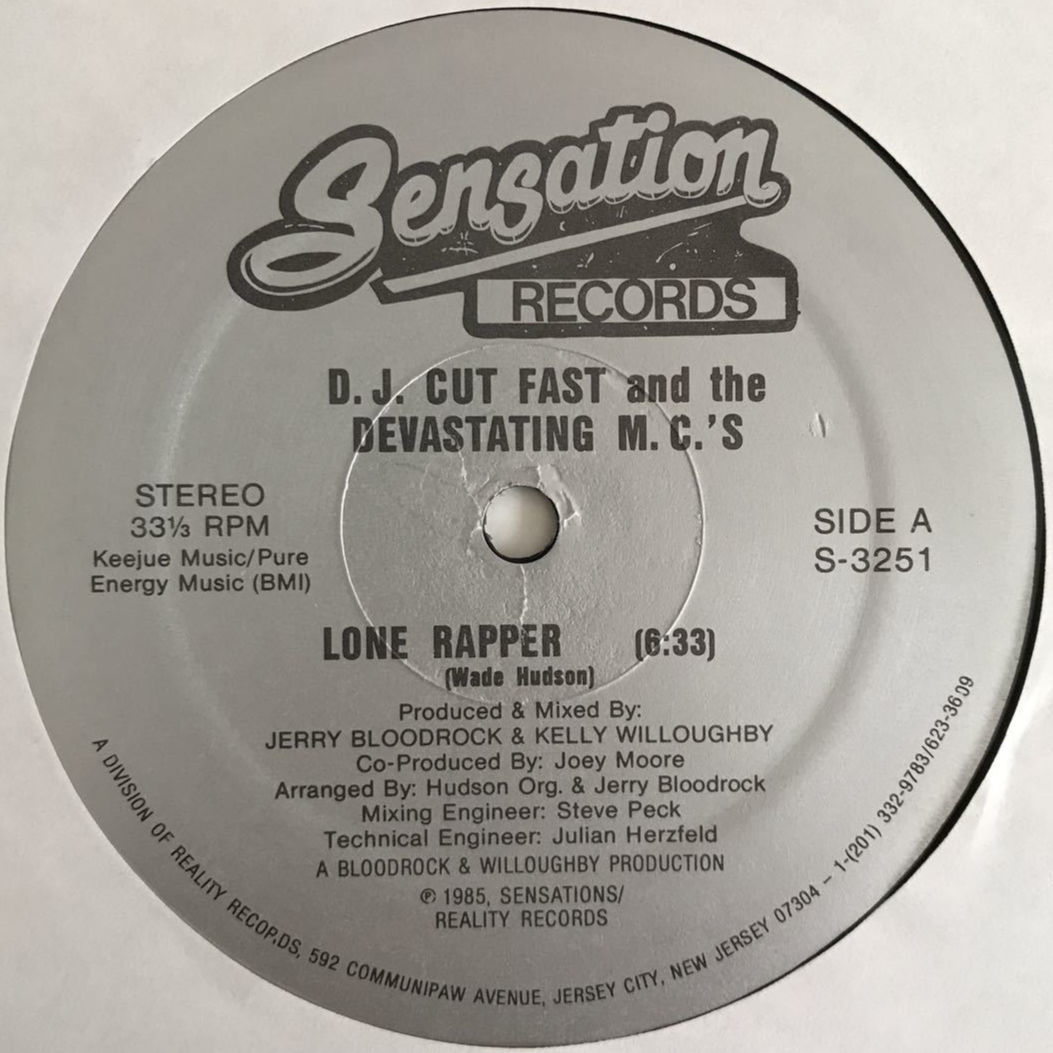 Sensation
RECORDS
D.J. CUT FAST and the
DEVASTATING M.C.'S
STEREO
33⅓ RPM
Keejue Music/Pure
Energy Music (BMI)
SIDE A
S-3251
LONE RAPPER (6:33)
(Wade Hudson)
Produced & Mixed By:
JERRY BLOODROCK & KELLY WILLOUGHBY
Co-Produced By: Joey Moore
Arranged By: Hudson Org. & Jerry Bloodrock
Mixing Engineer: Steve Peck
Technical Engineer: Julian Herzfeld
A BLOODROCK & WILLOUGHBY PRODUCTION
℗ 1985, SENSATIONS/
REALITY RECORDS
A DIVISION OF REALITY RECORDS, 592 COMMUNIPAW AVENUE, JERSEY CITY, NEW JERSEY 07304 – 1-(201) 332-9783/623-3609